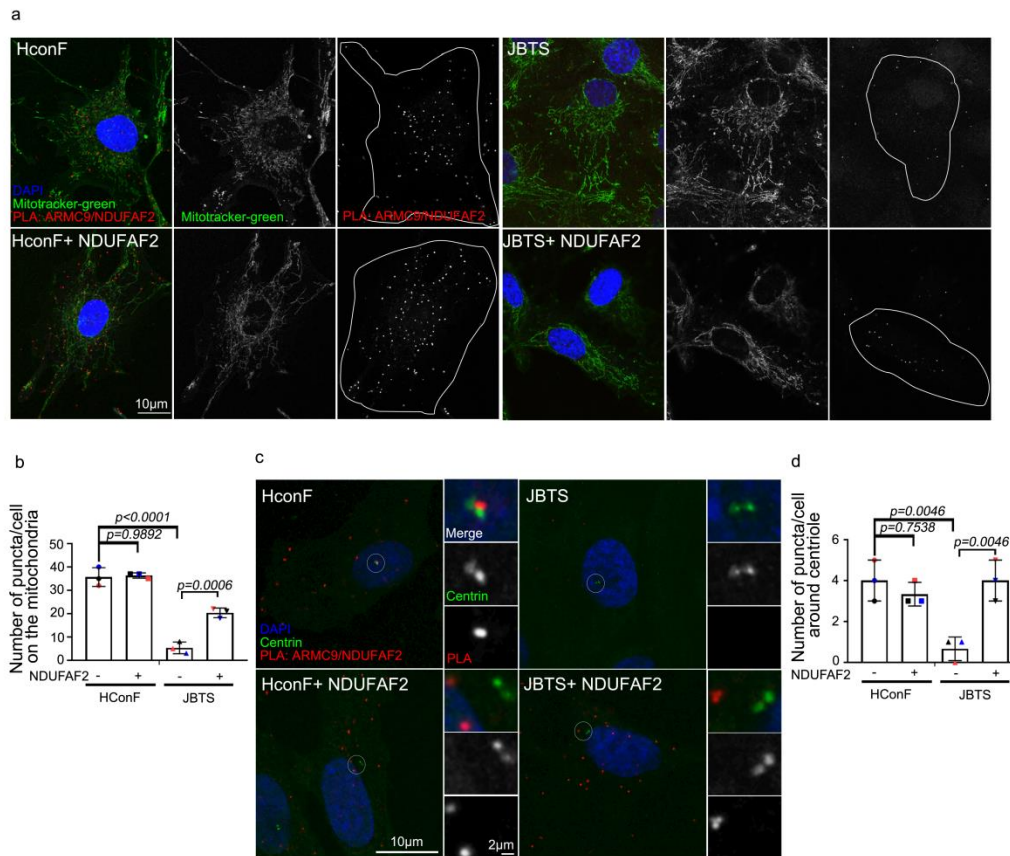 a
HconF
DAPI
Mitotracker-green
PLA: ARMC9/NDUFAF2
Mitotracker-green
PLA: ARMC9/NDUFAF2
JBTS
HconF+ NDUFAF2
10µm
JBTS+ NDUFAF2
b
Number of puncta/cell
on the mitochondria
50
40
30
20
10
0
p<0.0001
p=0.9892
p=0.0006
NDUFAF2
- + - +
HConF JBTS
c
HconF
DAPI
Centrin
PLA: ARMC9/NDUFAF2
Merge
Centrin
PLA
JBTS
HconF+ NDUFAF2
10µm
2µm
JBTS+ NDUFAF2
d
Number of puncta/cell
around centriole
6
4
2
0
p=0.0046
p=0.7538
p=0.0046
NDUFAF2
- + - +
HConF JBTS